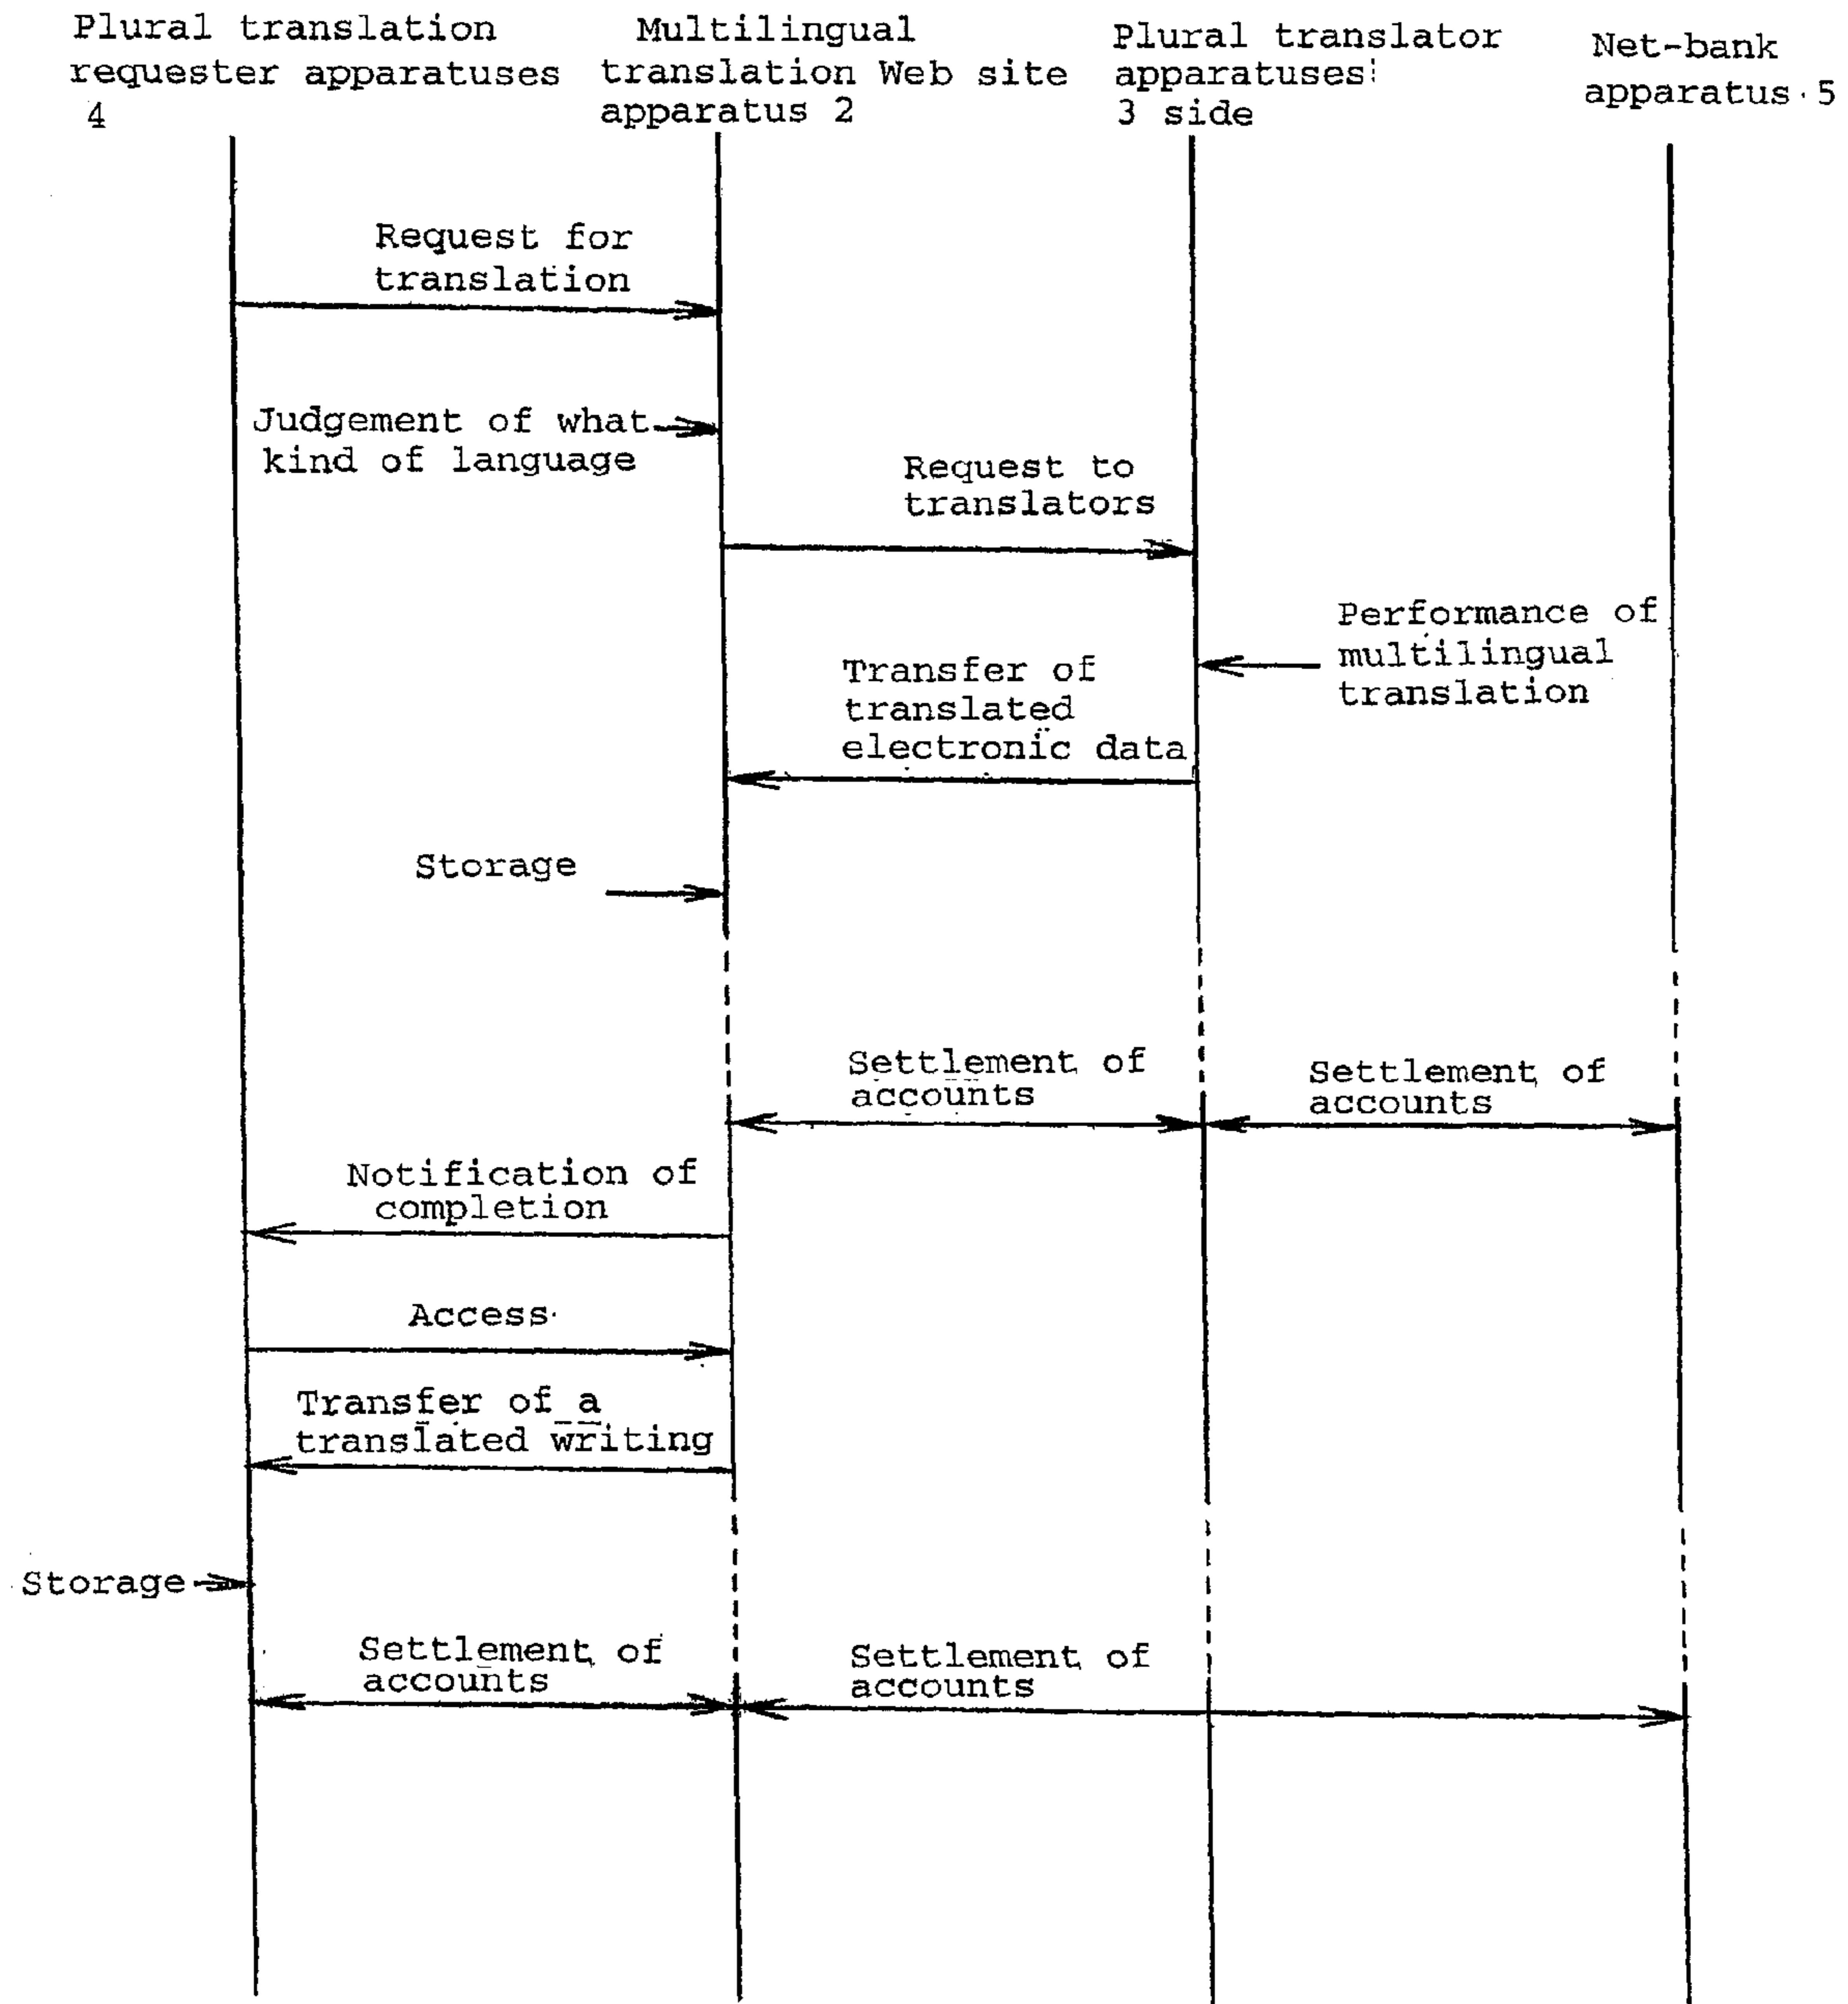 Plural translation
requester apparatuses
4
Multilingual
translation Web site
apparatus 2
Plural translator
apparatuses
3 side
Net-bank
apparatus 5
Request for
translation
Judgement of what
kind of language
Request to
translators
Performance of
multilingual
translation
Transfer of
translated
electronic data
Storage
Settlement of
accounts
Settlement of
accounts
Notification of
completion
Access
Transfer of a
translated writing
Storage
Settlement of
accounts
Settlement of
accounts